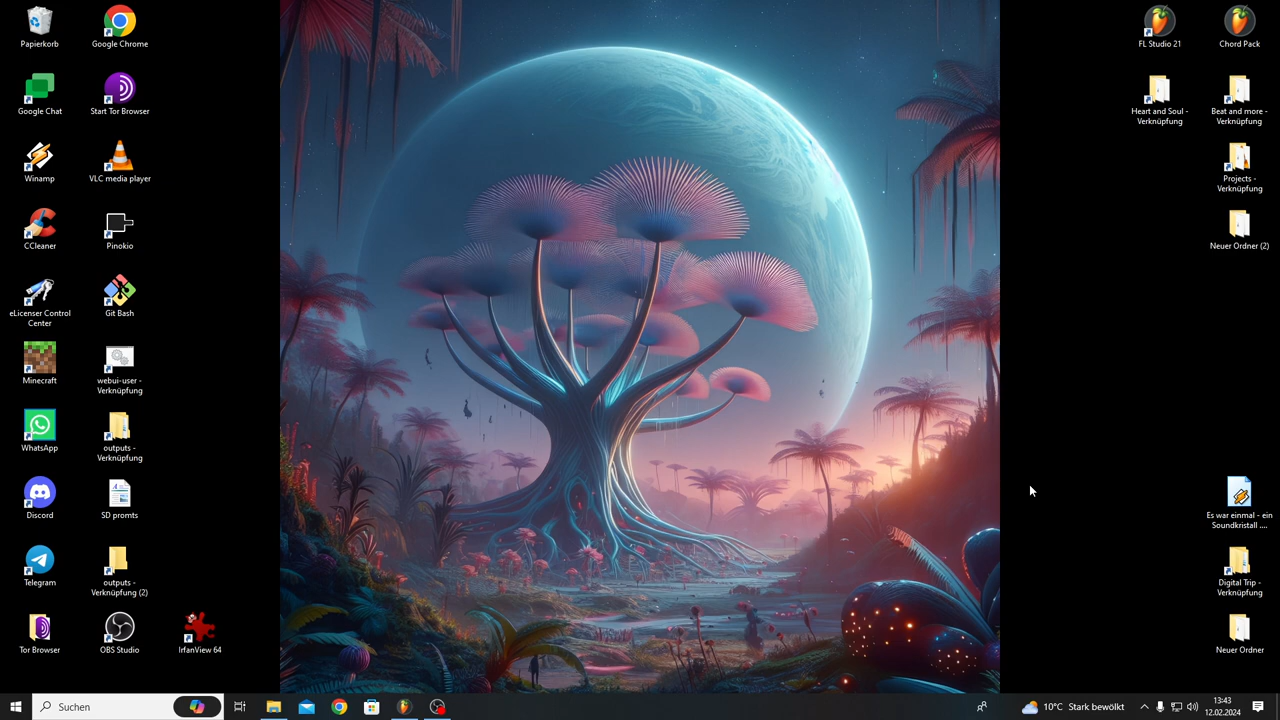 Papierkorb
Google Chrome
FL Studio 21
Chord Pack
Google Chat
Start Tor Browser
Heart and Soul -
Verknüpfung
Beat and more -
Verknüpfung
Winamp
VLC media player
Projects -
Verknüpfung
CCleaner
Pinokio
Neuer Ordner (2)
eLicenser Control
Center
Git Bash
Minecraft
webui-user -
Verknüpfung
WhatsApp
outputs -
Verknüpfung
Discord
SD promts
Es war einmal - ein
Soundkristall ....
Telegram
outputs -
Verknüpfung (2)
Digital Trip -
Verknüpfung
Tor Browser
OBS Studio
IrfanView 64
Neuer Ordner
Suchen
10°C Stark bewölkt
13:43
12.02.2024